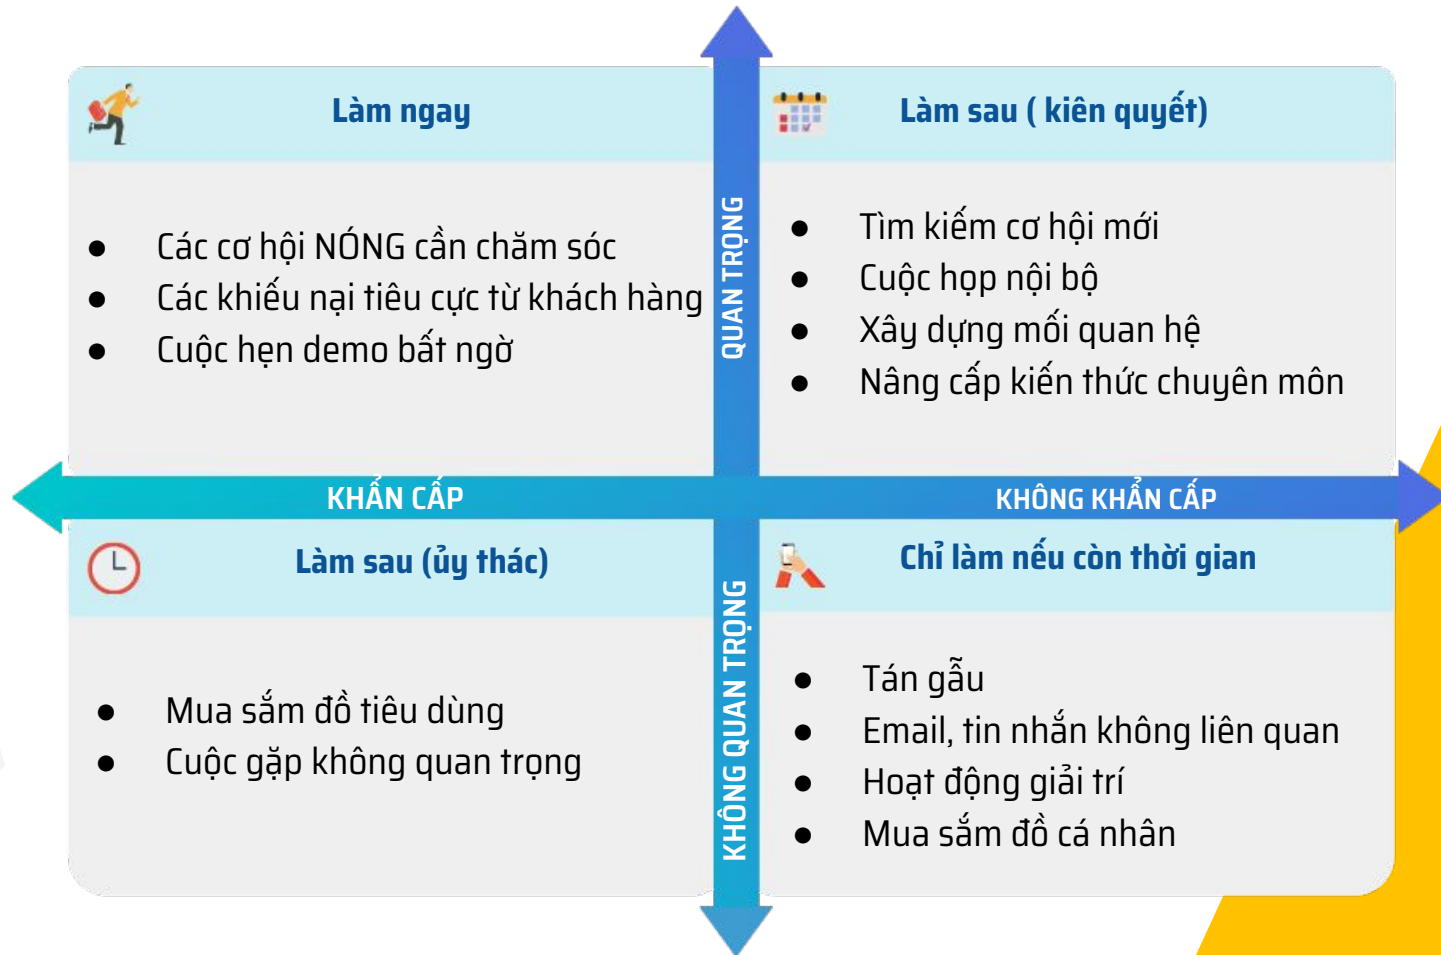 Làm ngay
Các cơ hội NÓNG cần chăm sóc
Các khiếu nại tiêu cực từ khách hàng
Cuộc hẹn demo bất ngờ
QUAN TRỌNG
Làm sau ( kiên quyết)
Tìm kiếm cơ hội mới
Cuộc họp nội bộ
Xây dựng mối quan hệ
Nâng cấp kiến thức chuyên môn
KHẨN CẤP
KHÔNG KHẨN CẤP
Làm sau (ủy thác)
Mua sắm đồ tiêu dùng
Cuộc gặp không quan trọng
KHÔNG QUAN TRỌNG
Chỉ làm nếu còn thời gian
Tán gẫu
Email, tin nhắn không liên quan
Hoạt động giải trí
Mua sắm đồ cá nhân